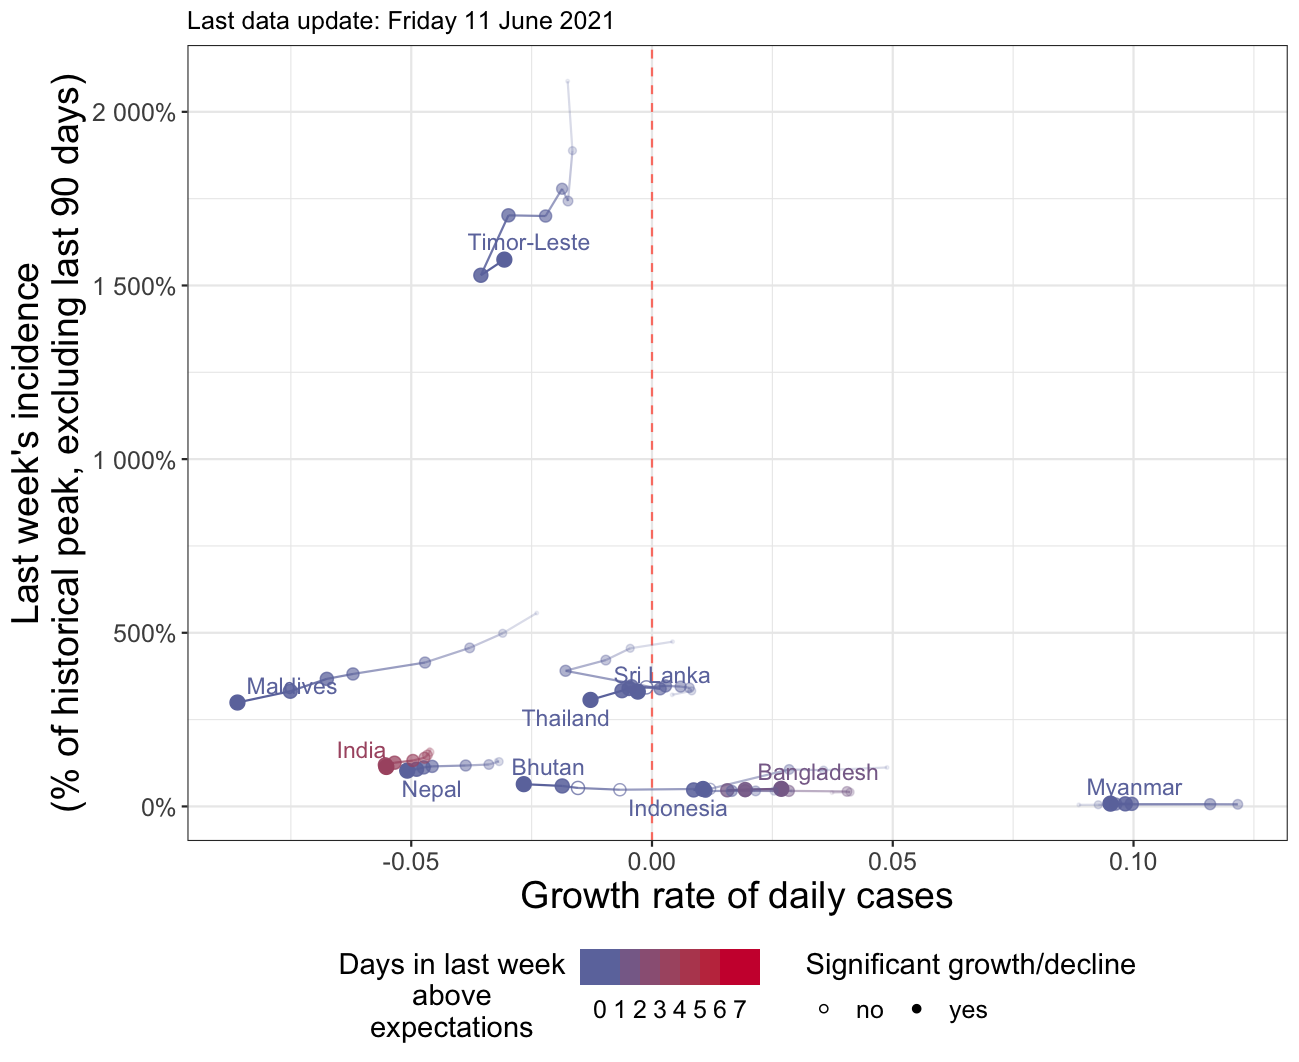 Last data update: Friday 11 June 2021
Last week's incidence
(% of historical peak, excluding last 90 days)
2 000%
1 500%
1 000%
500%
0%
Timor-Leste
Maldives
Sri Lanka
Thailand
India
Nepal
Bhutan
Bangladesh
Indonesia
Myanmar
-0.05
0.00
0.05
0.10
Growth rate of daily cases
Days in last week
above
expectations
0 1 2 3 4 5 6 7
Significant growth/decline
no
yes